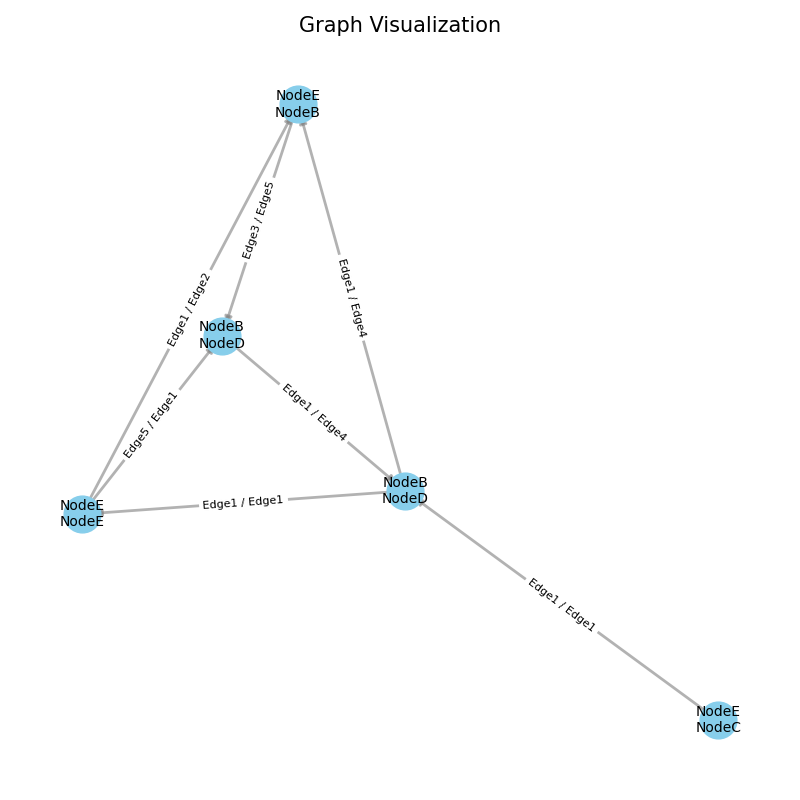 Graph Visualization
NodeE
NodeB
Edge3 / Edge5
Edge1 / Edge2
Edge1 / Edge4
NodeB
NodeD
Edge5 / Edge1
Edge1 / Edge4
NodeB
NodeD
Edge1 / Edge1
NodeE
NodeE
Edge1 / Edge1
NodeE
NodeC